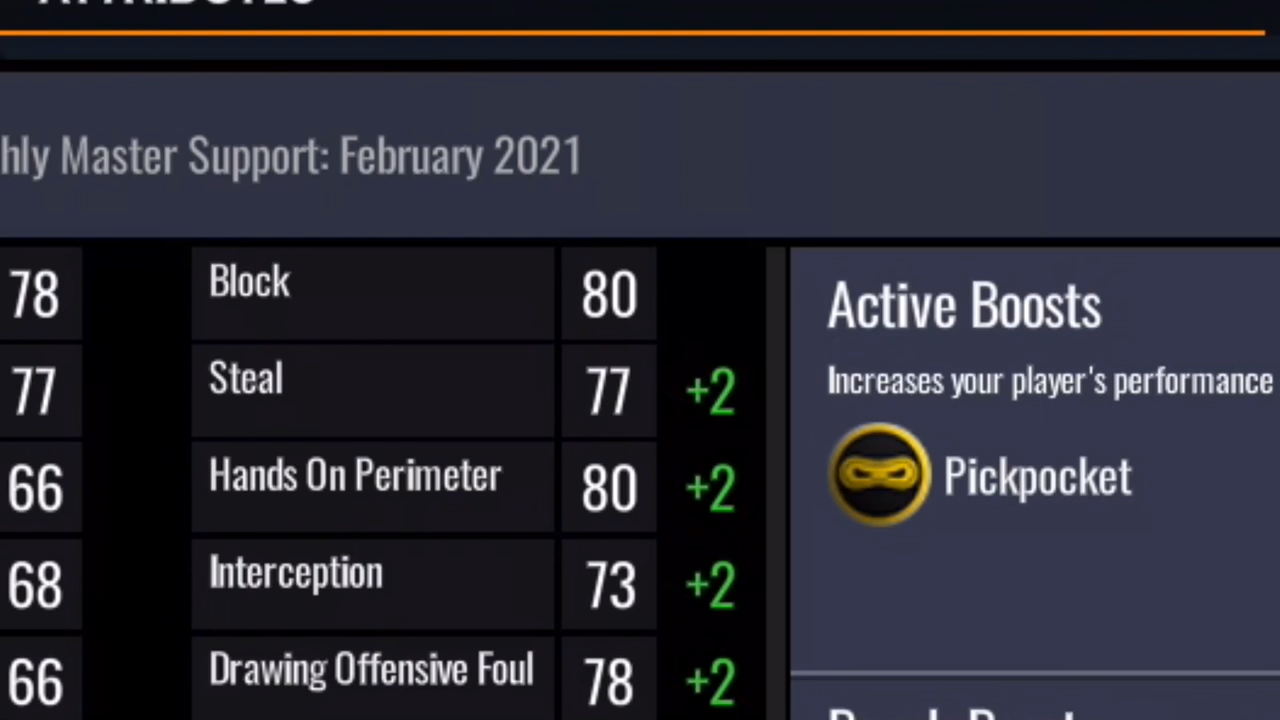 ATTRIBUTES
hly Master Support: February 2021
78 Block 80
77 Steal 77 +2
66 Hands On Perimeter 80 +2
68 Interception 73 +2
66 Drawing Offensive Foul 78 +2
Active Boosts
Increases your player's performance
Pickpocket